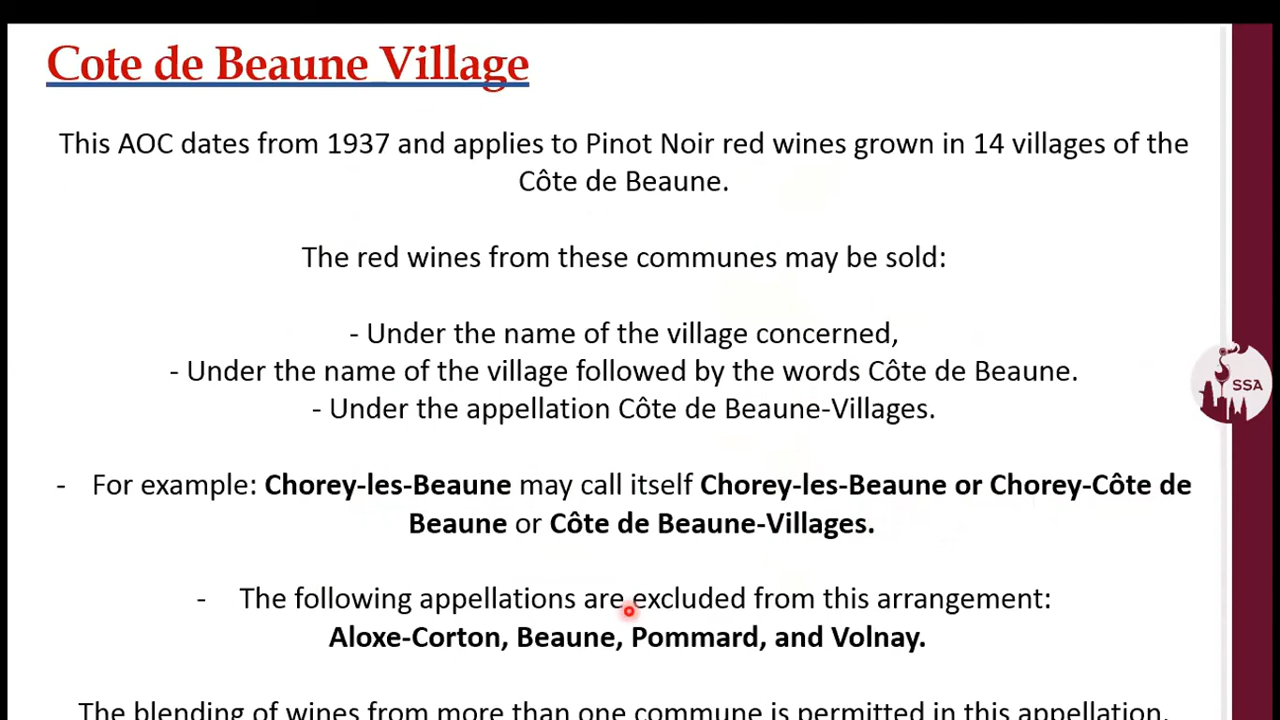 Cote de Beaune Village
This AOC dates from 1937 and applies to Pinot Noir red wines grown in 14 villages of the
Côte de Beaune.
The red wines from these communes may be sold:
- Under the name of the village concerned,
- Under the name of the village followed by the words Côte de Beaune.
- Under the appellation Côte de Beaune-Villages.
- For example: Chorey-les-Beaune may call itself Chorey-les-Beaune or Chorey-Côte de
Beaune or Côte de Beaune-Villages.
SSA
- The following appellations are excluded from this arrangement:
Aloxe-Corton, Beaune, Pommard, and Volnay.
The blending of wines from more than one commune is permitted in this appellation.